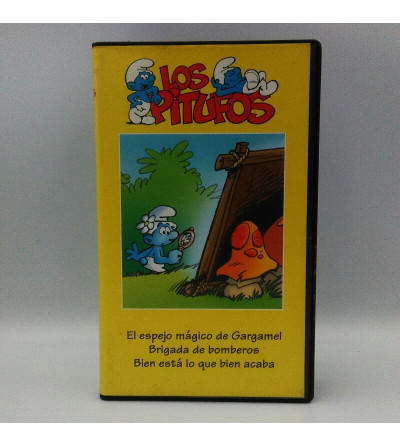 LOS
PITUFOS
El espejo mágico de Gargamel
Brigada de bomberos
Bien está lo que bien acaba